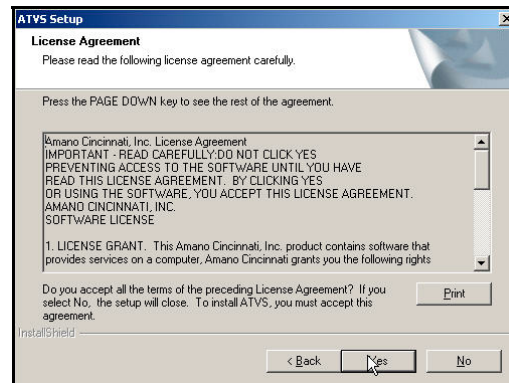 ATVS Setup
License Agreement
Please read the following license agreement carefully.
Press the PAGE DOWN key to see the rest of the agreement.
Amano Cincinnati, Inc. License Agreement
IMPORTANT - READ CAREFULLY:DO NOT CLICK YES
PREVENTING ACCESS TO THE SOFTWARE UNTIL YOU HAVE
READ THIS LICENSE AGREEMENT. BY CLICKING YES
OR USING THE SOFTWARE, YOU ACCEPT THIS LICENSE AGREEMENT.
AMANO CINCINNATI, INC.
SOFTWARE LICENSE
1. LICENSE GRANT. This Amano Cincinnati, Inc. product contains software that
provides services on a computer, Amano Cincinnati grants you the following rights
Do you accept all the terms of the preceding License Agreement? If you
select No, the setup will close. To install ATVS, you must accept this
agreement.
Print
InstallShield
< Back
Yes
No